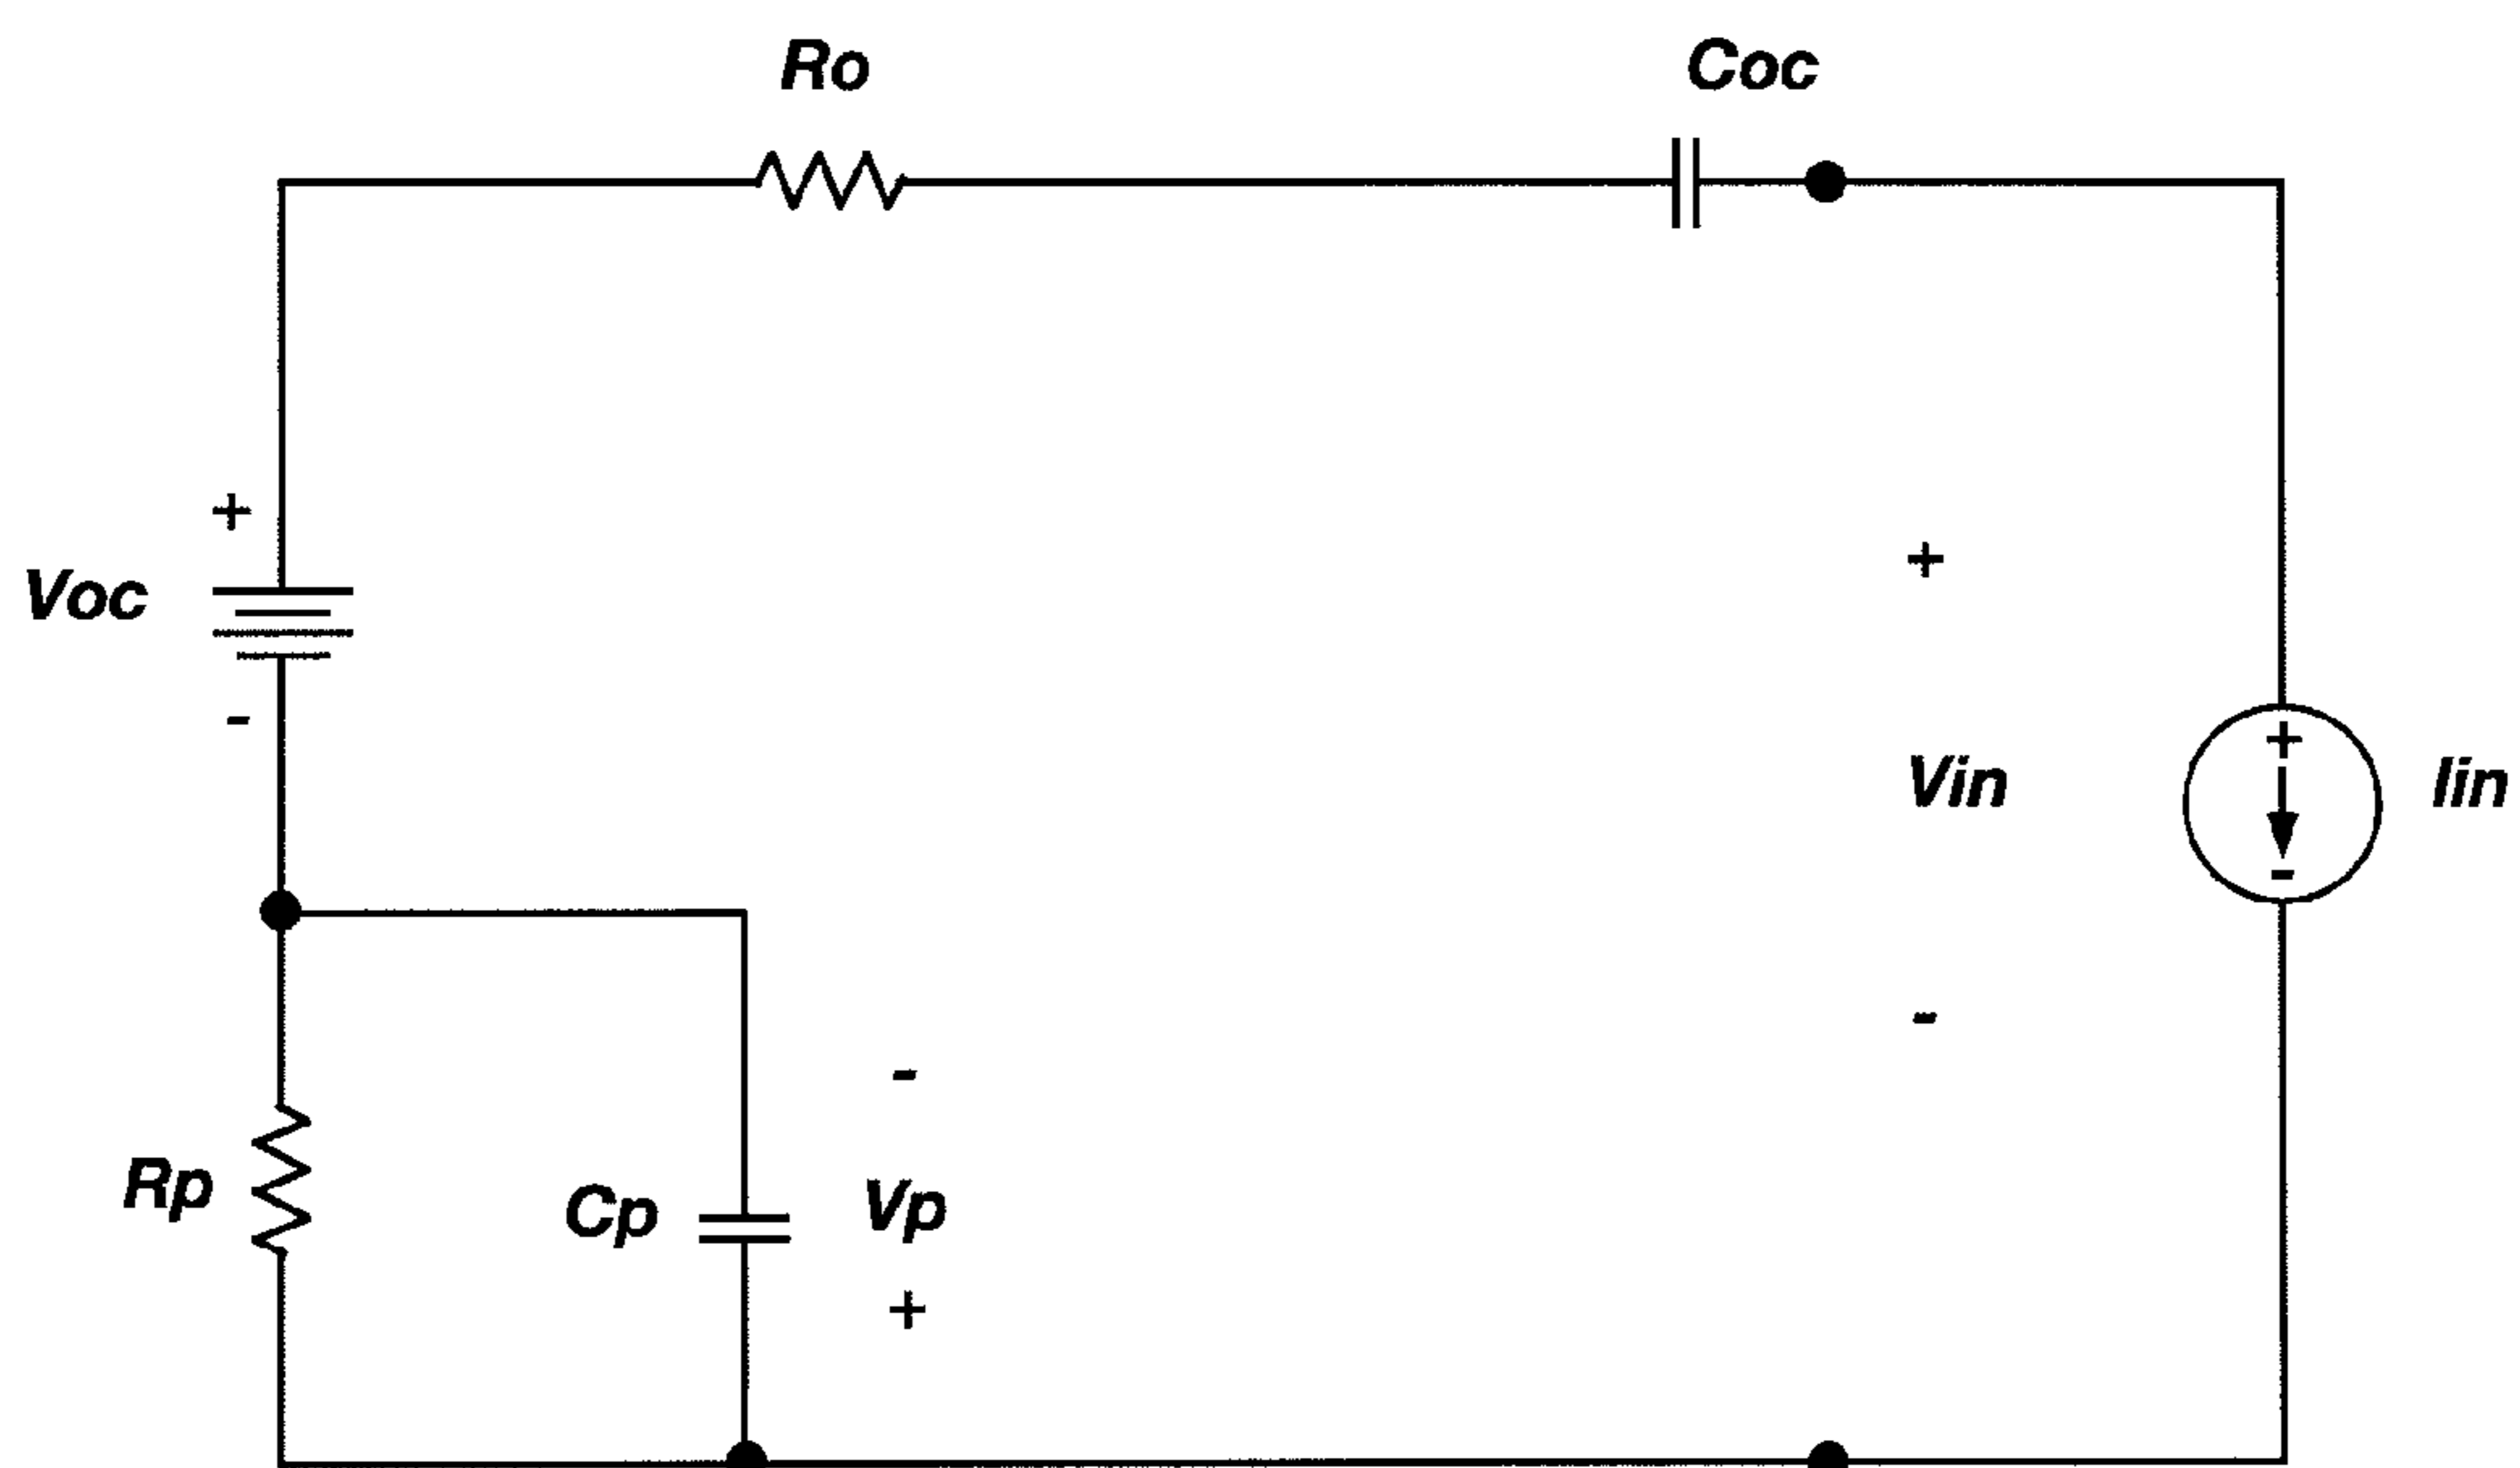 Ro
Coc
+
Voc
-
+
Vin
-
+
-
Iin
Rp
Cp
-
Vp
+